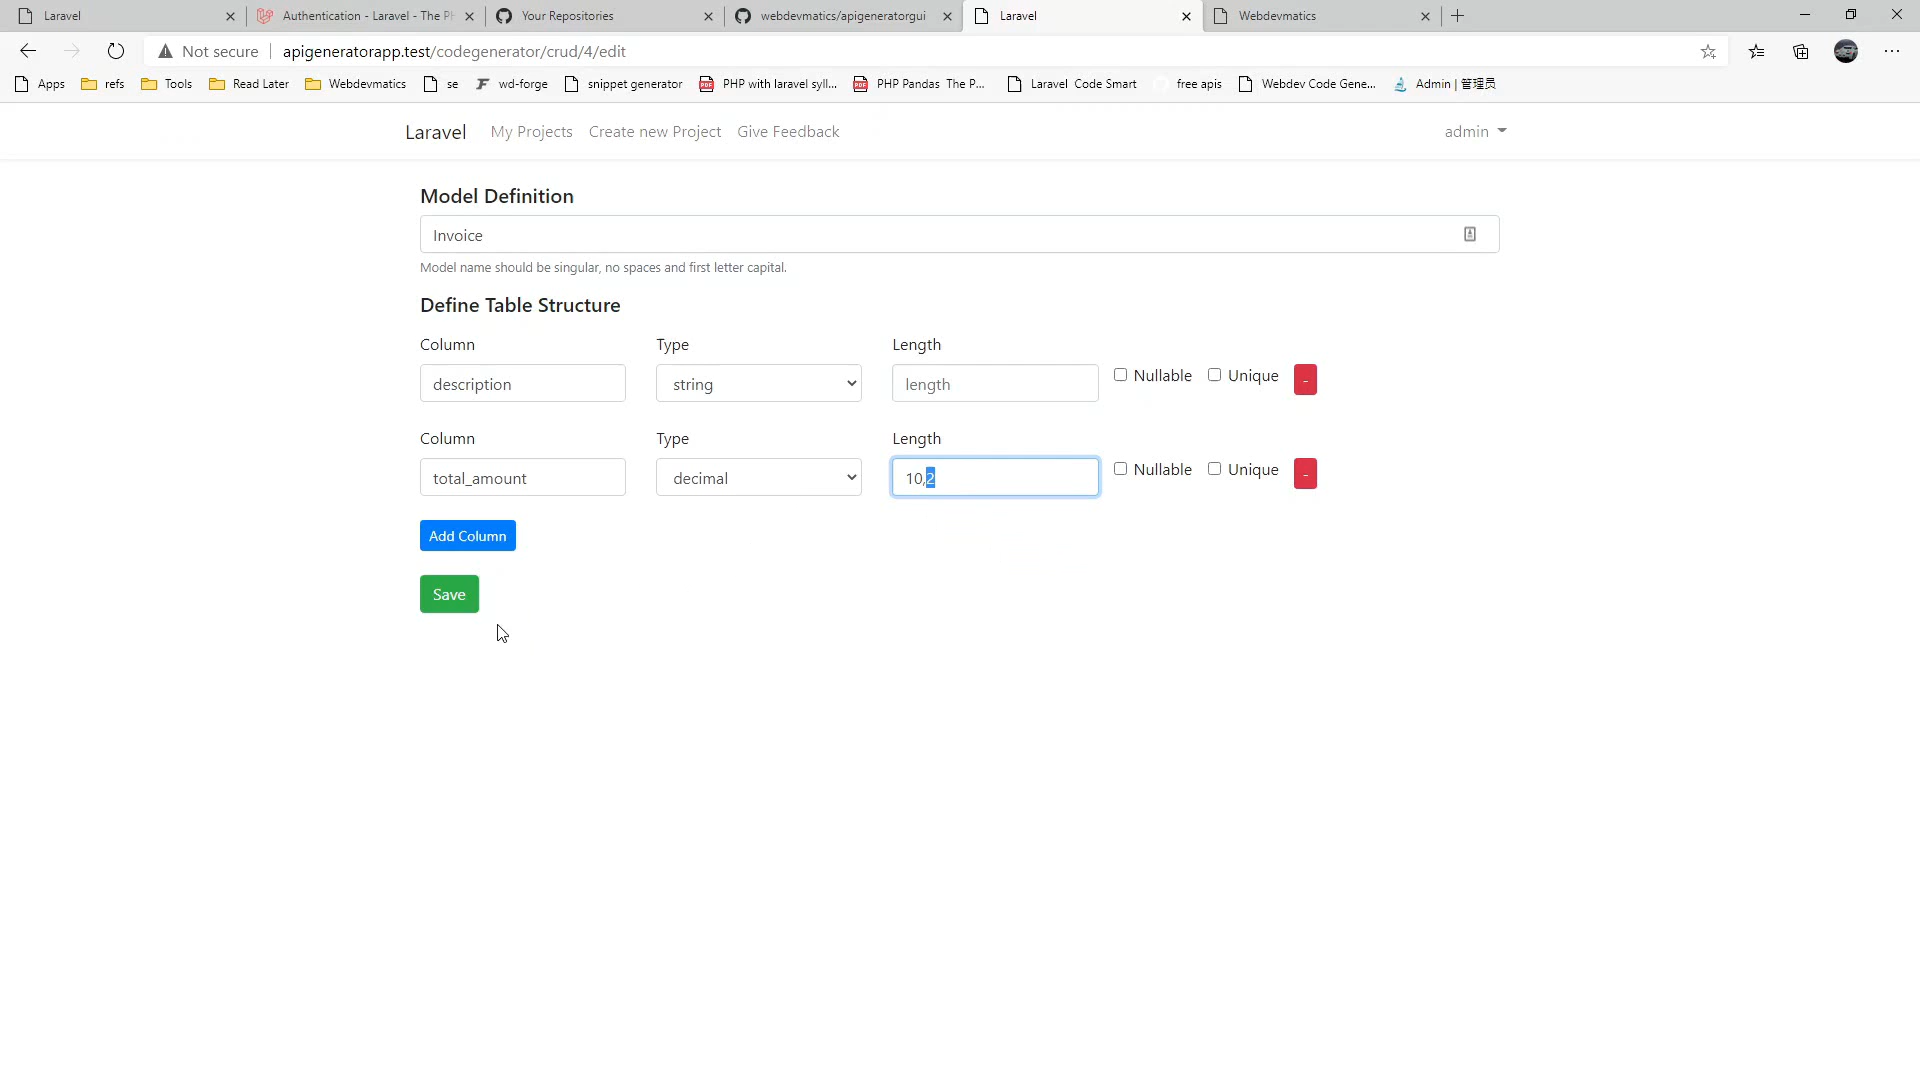 Laravel
Authentication - Laravel - The PH
Your Repositories
webdevmatics/apigeneratorgui
Laravel
Webdevmatics
Not secure
apigeneratorapp.test/codegenerator/crud/4/edit
Apps
refs
Tools
Read Later
Webdevmatics
se
wd-forge
snippet generator
PHP with laravel syll...
PHP Pandas The P...
Laravel Code Smart
free apis
Webdev Code Gene...
Admin | 管理员
Laravel
My Projects
Create new Project
Give Feedback
admin
Model Definition
Invoice
Model name should be singular, no spaces and first letter capital.
Define Table Structure
Column
Type
Length
description
string
length
Nullable
Unique
-
Column
Type
Length
total_amount
decimal
10,2
Nullable
Unique
-
Add Column
Save